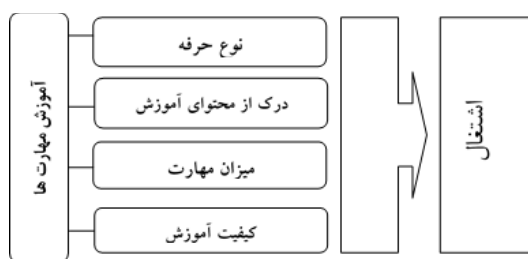 آموزش مهارت ها
نوع حرفه
درک از محتوای آموزش
میزان مهارت
کیفیت آموزش
اشتغال